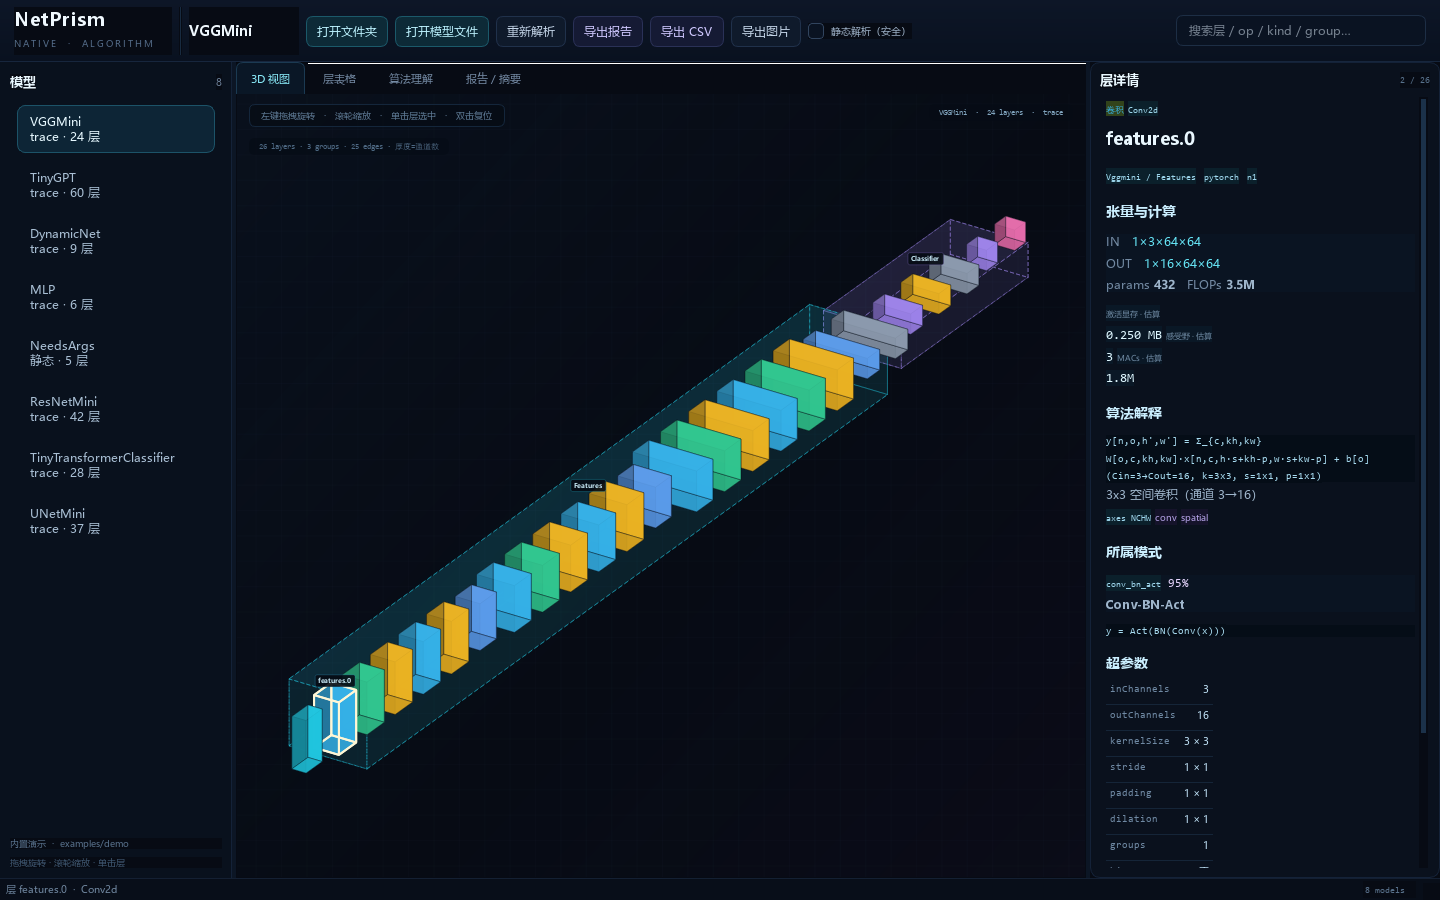 NetPrism
NATIVE · ALGORITHM
VGGMini
打开文件夹
打开模型文件
重新解析
导出报告
导出 CSV
导出图片
静态解析（安全）
搜索层 / op / kind / group...
模型
8
VGGMini
trace · 24 层
TinyGPT
trace · 60 层
DynamicNet
trace · 9 层
MLP
trace · 6 层
NeedsArgs
静态 · 5 层
ResNetMini
trace · 42 层
TinyTransformerClassifier
trace · 28 层
UNetMini
trace · 37 层
内置演示 · examples/demo
拖拽旋转 · 滚轮缩放 · 单击层
3D 视图
层表格
算法理解
报告 / 摘要
左键拖拽旋转 · 滚轮缩放 · 单击层选中 · 双击复位
VGGMini · 24 layers · trace
26 layers · 3 groups · 25 edges · 厚度=通道数
Classifier
Features
features.0
层详情
2 / 26
卷积 Conv2d
features.0
Vggmini / Features pytorch n1
张量与计算
IN 1×3×64×64
OUT 1×16×64×64
params 432 FLOPs 3.5M
激活显存 · 估算
0.250 MB 感受野 · 估算
3 MACs · 估算
1.8M
算法解释
y[n,o,h',w'] = Σ_{c,kh,kw}
W[o,c,kh,kw]·x[n,c,h·s+kh-p,w·s+kw-p] + b[o]
(Cin=3→Cout=16, k=3x3, s=1x1, p=1x1)
3x3 空间卷积（通道 3→16）
axes NCHW conv spatial
所属模式
conv_bn_act 95%
Conv-BN-Act
y = Act(BN(Conv(x)))
超参数
inChannels 3
outChannels 16
kernelSize 3 × 3
stride 1 × 1
padding 1 × 1
dilation 1 × 1
groups 1
层 features.0 · Conv2d
8 models